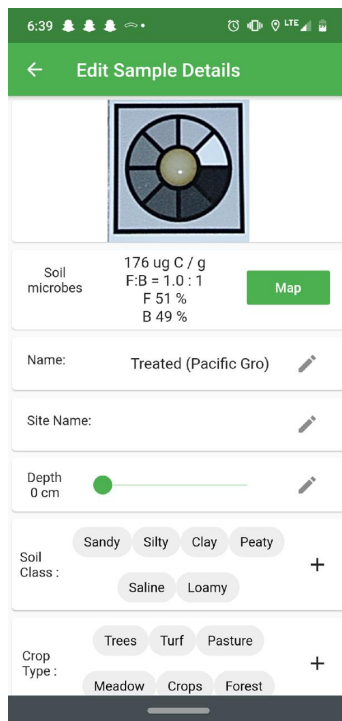 6:39
LTE
Edit Sample Details
Soil
microbes
176 ug C / g
F:B = 1.0 : 1
F 51 %
B 49 %
Map
Name:
Treated (Pacific Gro)
Site Name:
Depth
0 cm
Soil
Class :
Sandy Silty Clay Peaty
Saline Loamy
Crop
Type :
Trees Turf Pasture
Meadow Crops Forest